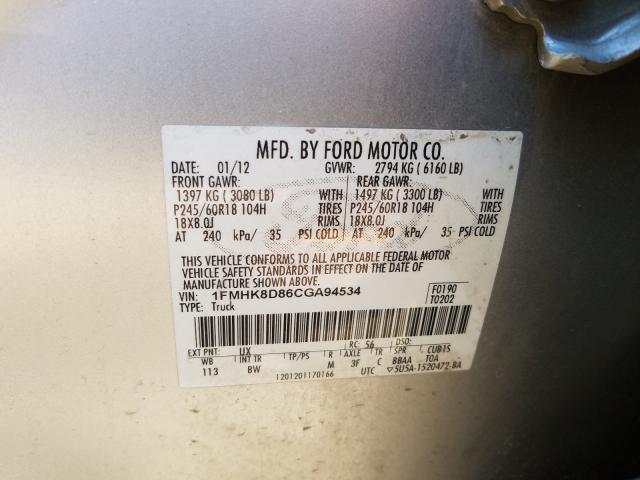 MFD. BY FORD MOTOR CO.
DATE: 01/12 GVWR: 2794 KG ( 6160 LB)
FRONT GAWR: REAR GAWR:
1397 KG ( 3080 LB) WITH 1497 KG ( 3300 LB) WITH
P245/60R18 104H TIRES P245/60R18 104H TIRES
18X8.0J RIMS 18X8.0J RIMS
AT 240 kPa/ 35 PSI COLD AT 240 kPa/ 35 PSI COLD
THIS VEHICLE CONFORMS TO ALL APPLICABLE FEDERAL MOTOR
VEHICLE SAFETY STANDARDS IN EFFECT ON THE DATE OF
MANUFACTURE SHOWN ABOVE.
VIN: 1FMHK8D86CGA94534 F0190
TYPE: Truck T0202
EXT PNT: UX RC: 56 DSO:
WB INT TR TP/PS R AXLE TR SPR CUB1S
113 BW M 3F C BBAA TOA
1201201170166 UTC ▽5U5A-1520472-BA